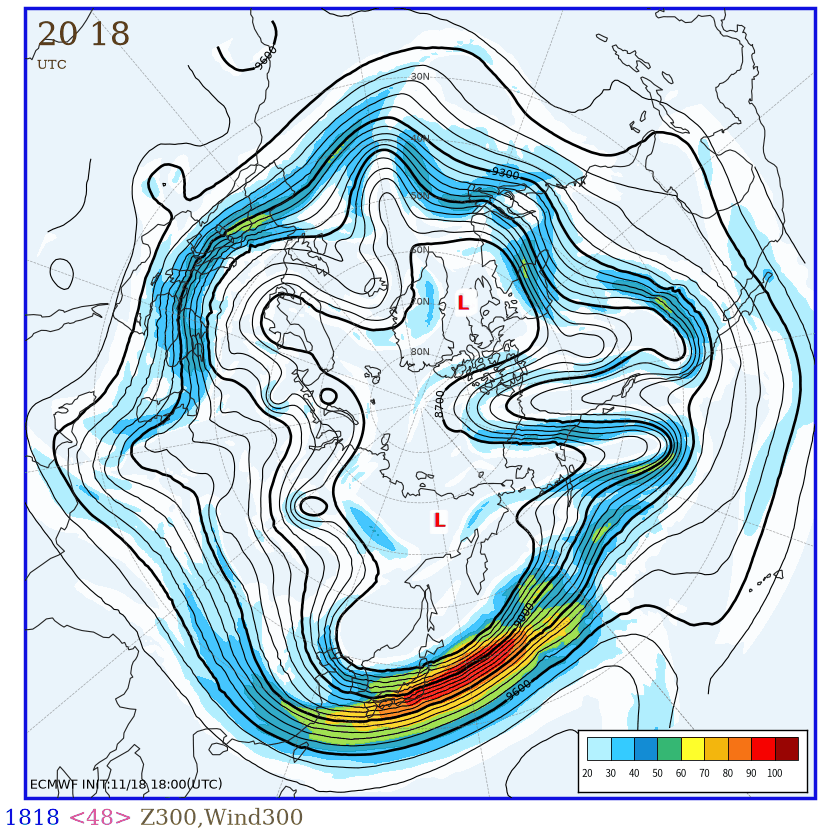 20 18
UTC
9600
30N
40N
9300
50N
60N
L
70N
80N
8700
L
9000
9600
20 30 40 50 60 70 80 90 100
ECMWF INIT:11/18 18:00(UTC)
1818 <48> Z300,Wind300